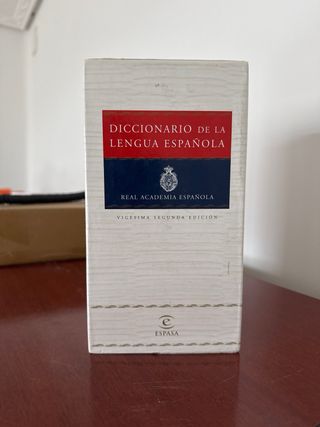 DICCIONARIO DE LA
LENGUA ESPAÑOLA
REAL ACADEMIA ESPAÑOLA
VIGÉSIMA SEGUNDA EDICIÓN
e
ESPASA